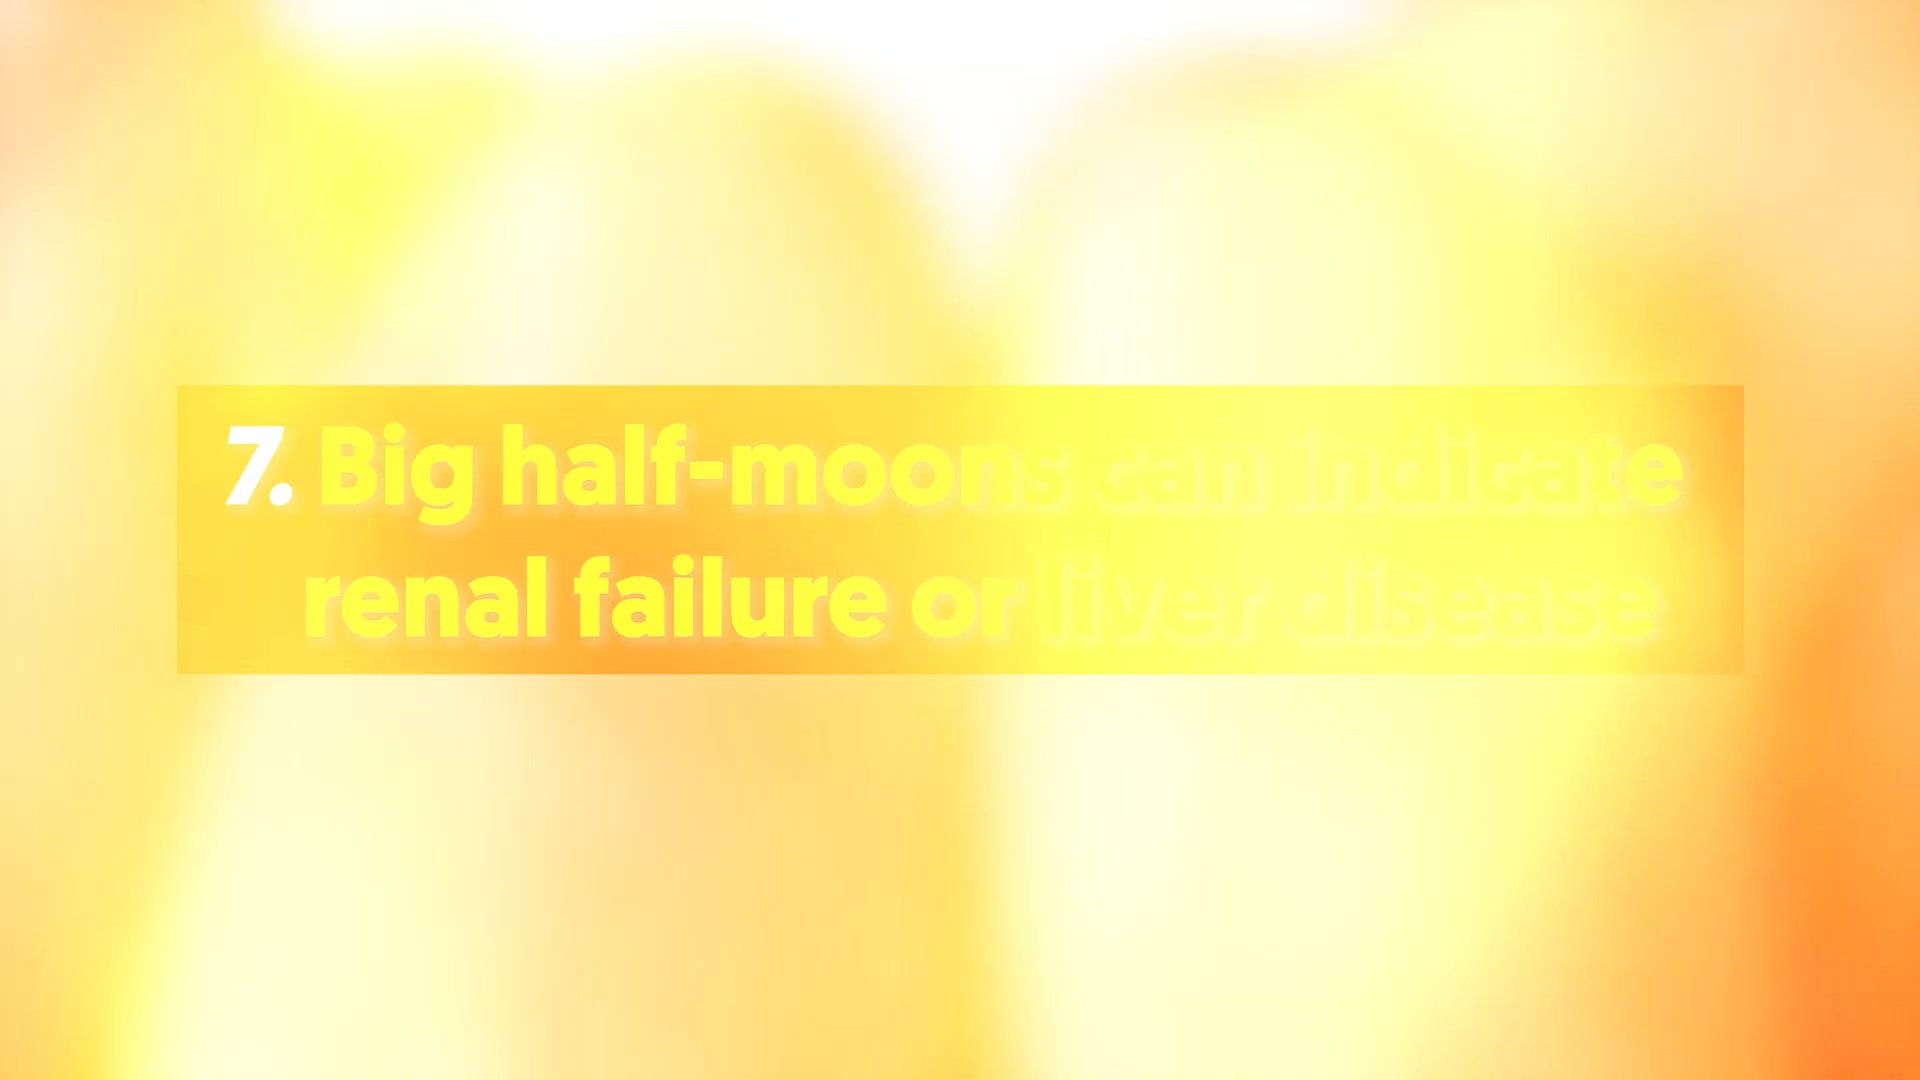 7. Big half-moons can indicate
renal failure or liver disease